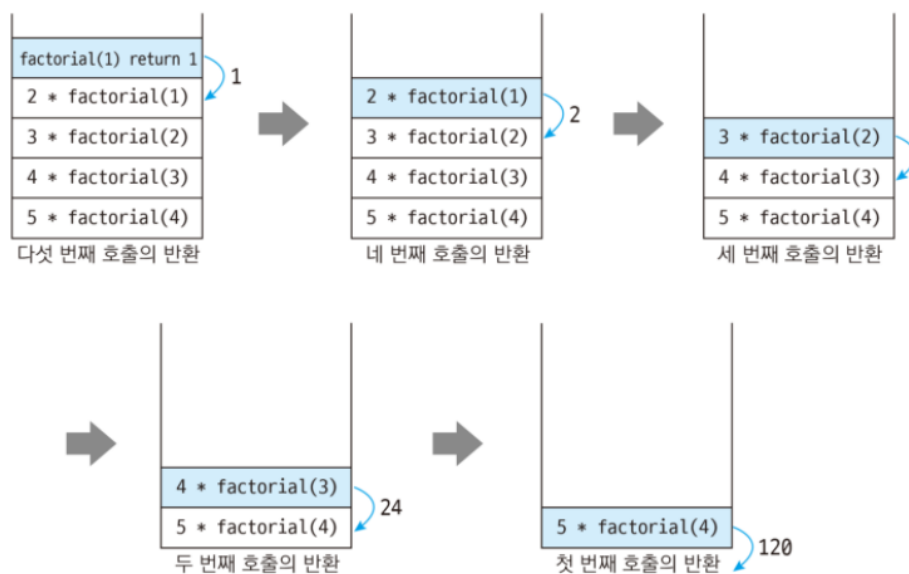 factorial(1) return 1
1
2 * factorial(1)
3 * factorial(2)
4 * factorial(3)
5 * factorial(4)
다섯 번째 호출의 반환
2 * factorial(1)
2
3 * factorial(2)
4 * factorial(3)
5 * factorial(4)
네 번째 호출의 반환
3 * factorial(2)
4 * factorial(3)
5 * factorial(4)
세 번째 호출의 반환
4 * factorial(3)
24
5 * factorial(4)
두 번째 호출의 반환
5 * factorial(4)
120
첫 번째 호출의 반환